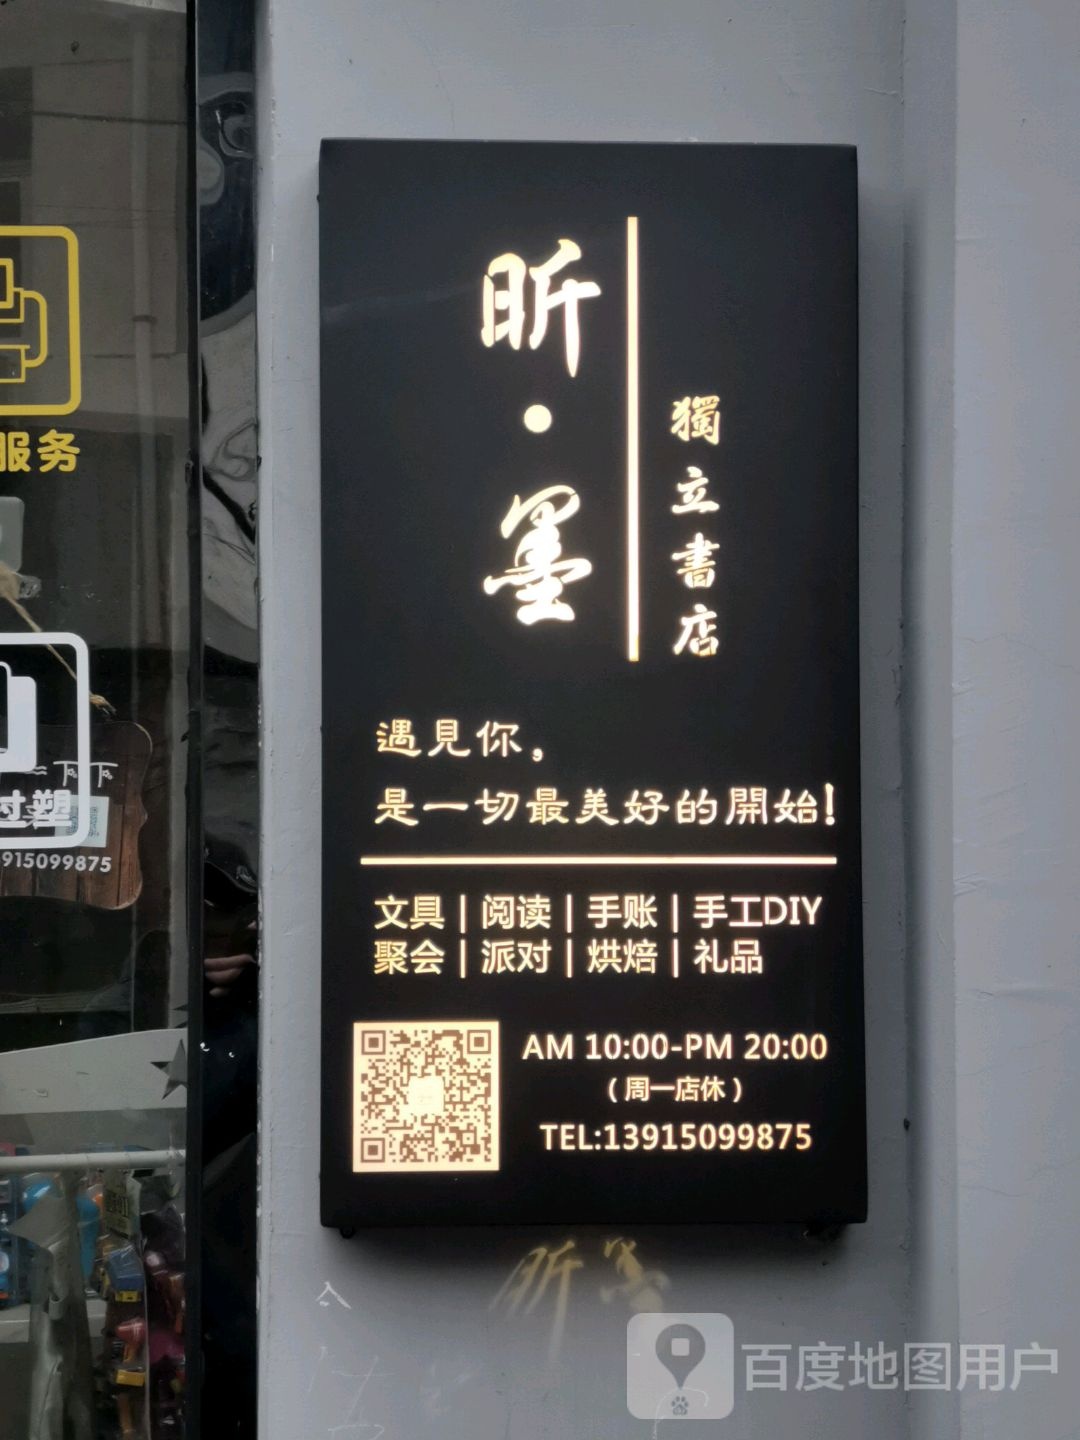 昕·墨
獨立書店
遇見你，
是一切最美好的開始!
文具|阅读|手账|手工DIY
聚会|派对|烘焙|礼品
AM 10:00-PM 20:00
（周一店休）
TEL:13915099875
服务
过塑
915099875
昕墨
百度地图用户